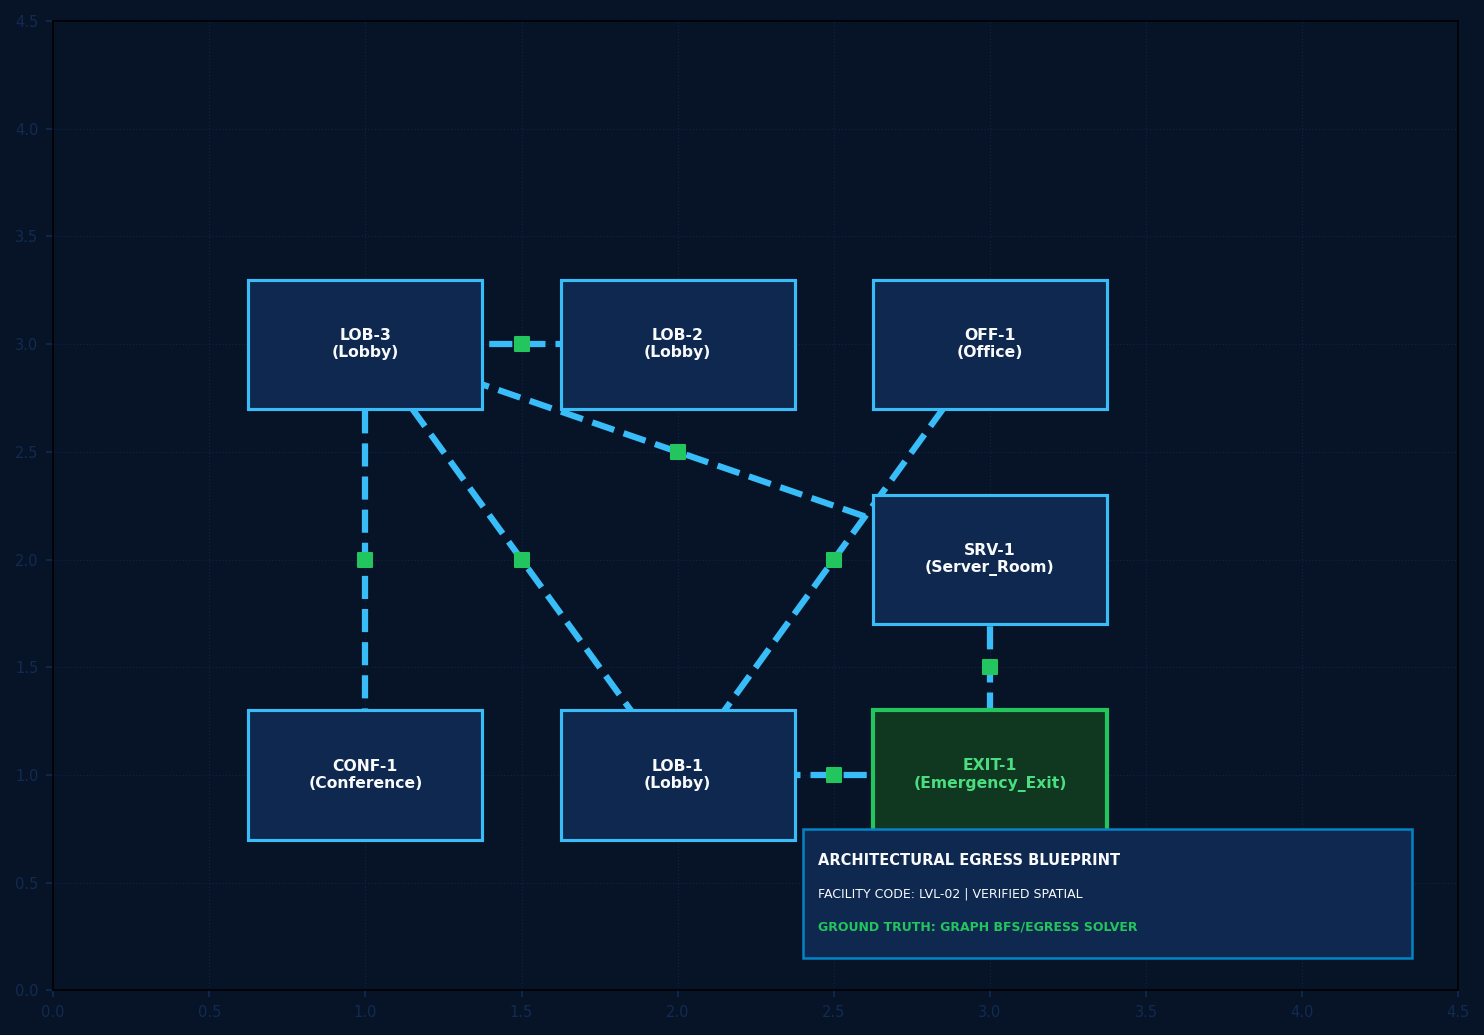 4.5
4.0
3.5
3.0
2.5
2.0
1.5
1.0
0.5
0.0
LOB-3
(Lobby)
LOB-2
(Lobby)
OFF-1
(Office)
SRV-1
(Server_Room)
CONF-1
(Conference)
LOB-1
(Lobby)
EXIT-1
(Emergency_Exit)
ARCHITECTURAL EGRESS BLUEPRINT
FACILITY CODE: LVL-02 | VERIFIED SPATIAL
GROUND TRUTH: GRAPH BFS/EGRESS SOLVER
0.0 0.5 1.0 1.5 2.0 2.5 3.0 3.5 4.0 4.5